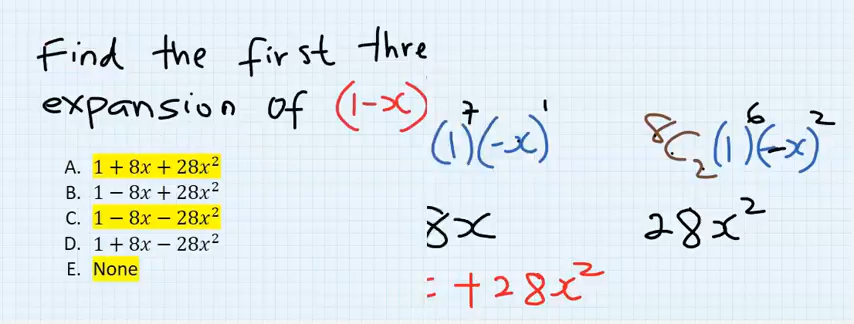 Find the first thre
expansion of (1-x)
(1)⁷(-x)¹
⁸C₂(1)⁶(-x)²
A. 1 + 8x + 28x²
B. 1 − 8x + 28x²
C. 1 − 8x − 28x²
D. 1 + 8x − 28x²
E. None
8x
28x²
= +28x²